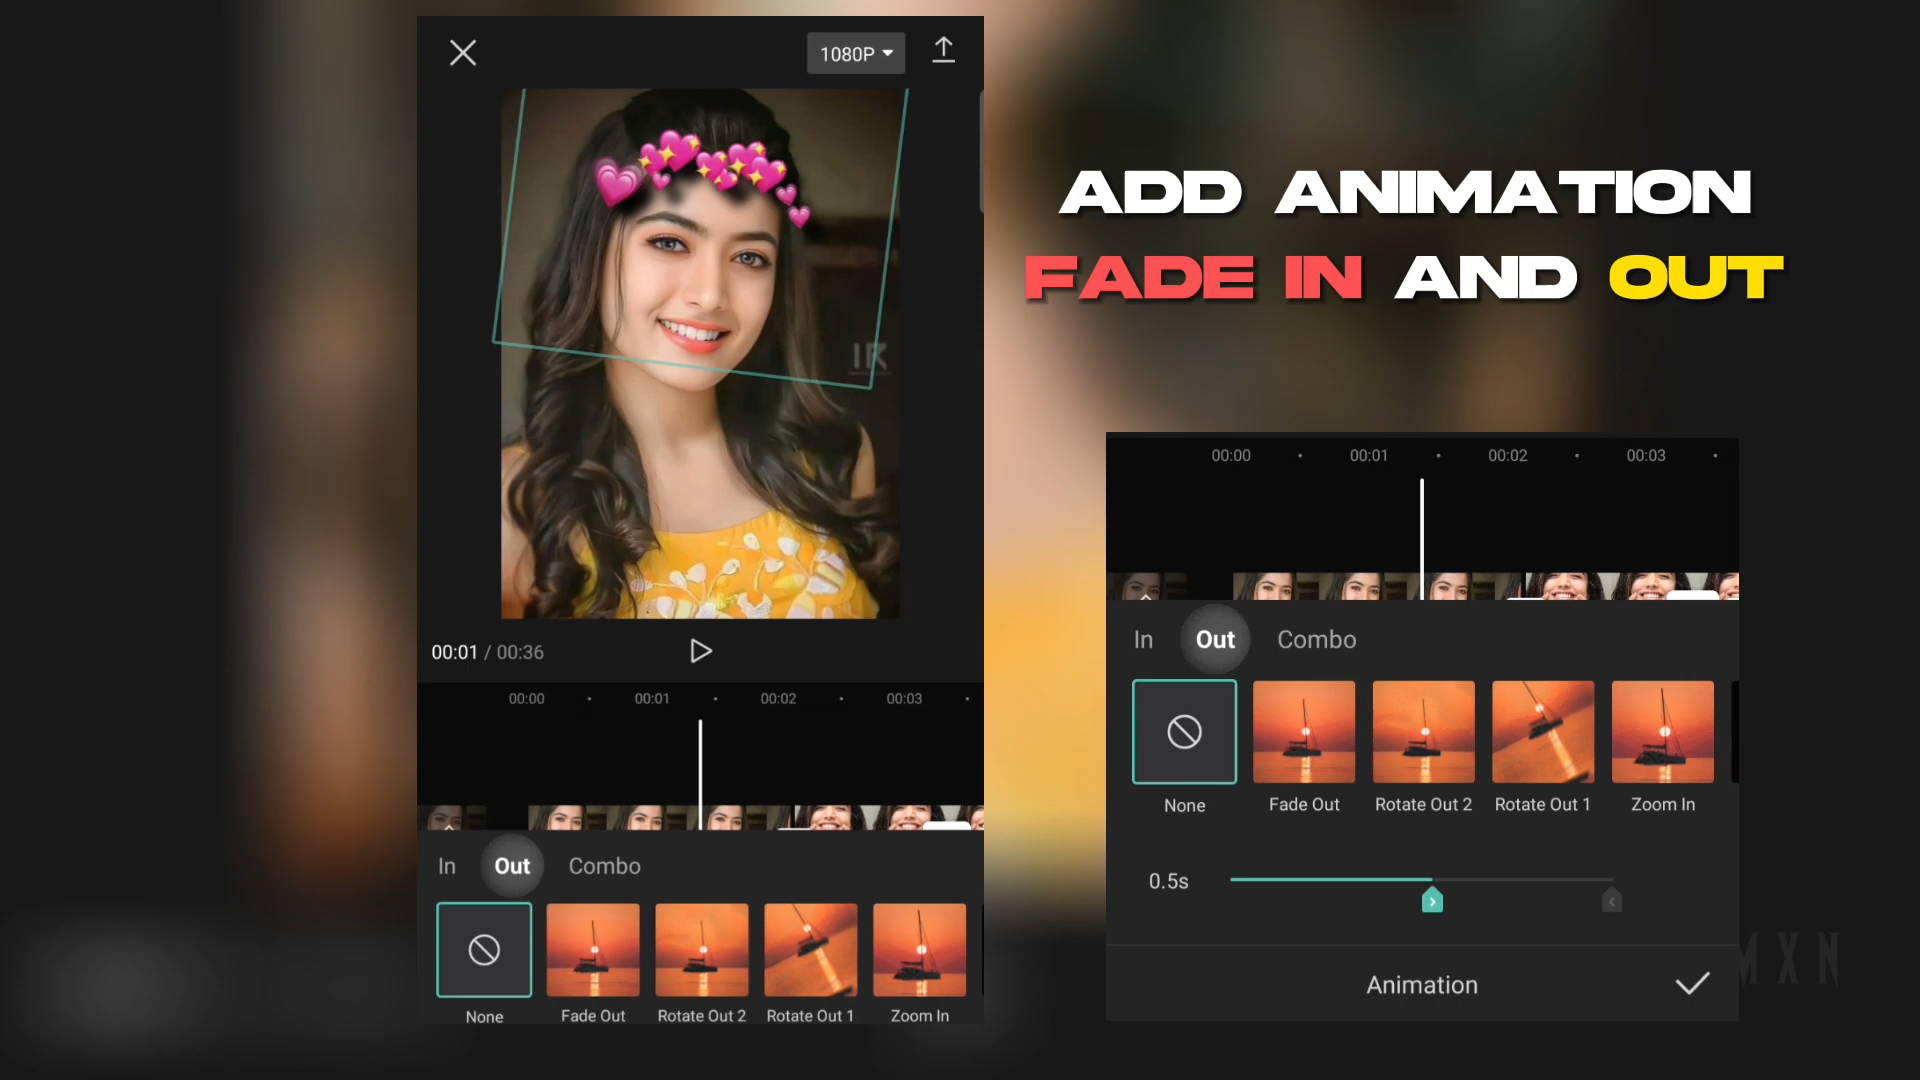 1080P
ADD ANIMATION
FADE IN AND OUT
IR
00:01 / 00:36
00:00 00:01 00:02 00:03
In Out Combo
None Fade Out Rotate Out 2 Rotate Out 1 Zoom In
00:00 00:01 00:02 00:03
In Out Combo
None Fade Out Rotate Out 2 Rotate Out 1 Zoom In
0.5s
Animation
MXN